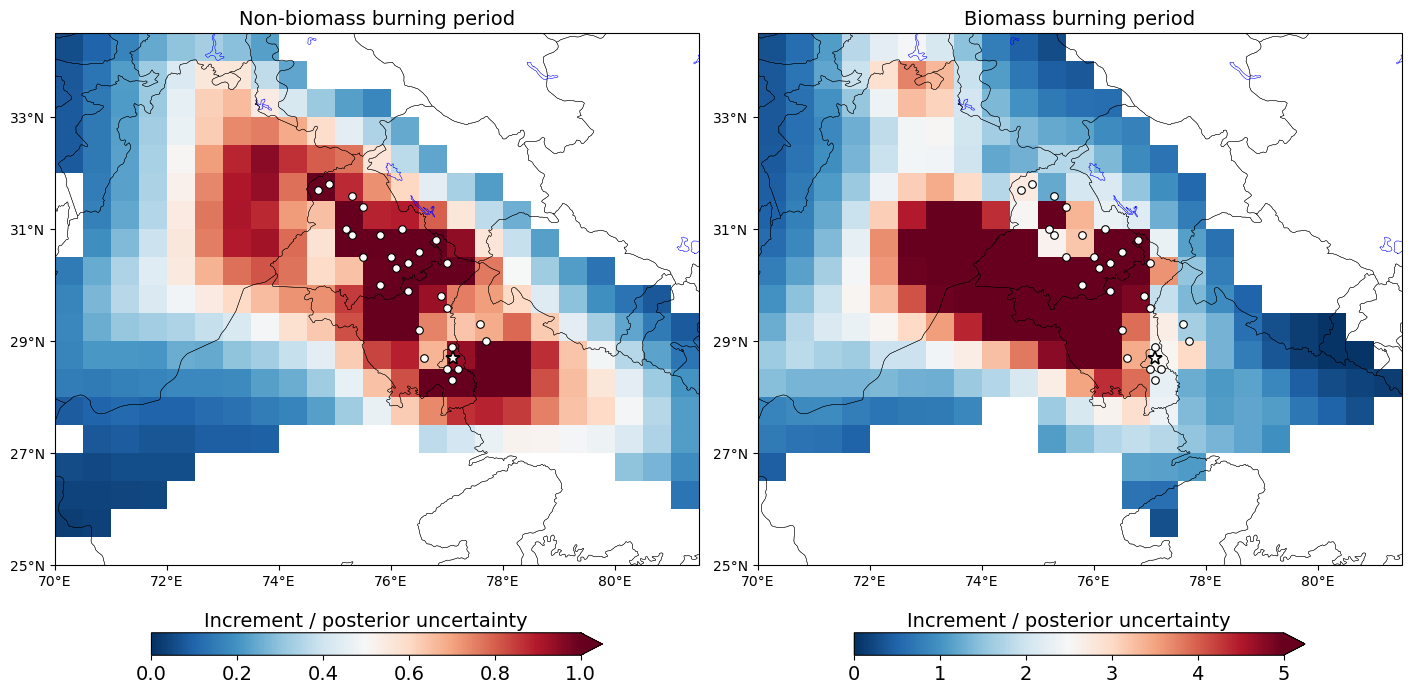 Non-biomass burning period
Biomass burning period
33°N
31°N
29°N
27°N
25°N
70°E 72°E 74°E 76°E 78°E 80°E
33°N
31°N
29°N
27°N
25°N
70°E 72°E 74°E 76°E 78°E 80°E
Increment / posterior uncertainty
0.0 0.2 0.4 0.6 0.8 1.0
Increment / posterior uncertainty
0 1 2 3 4 5